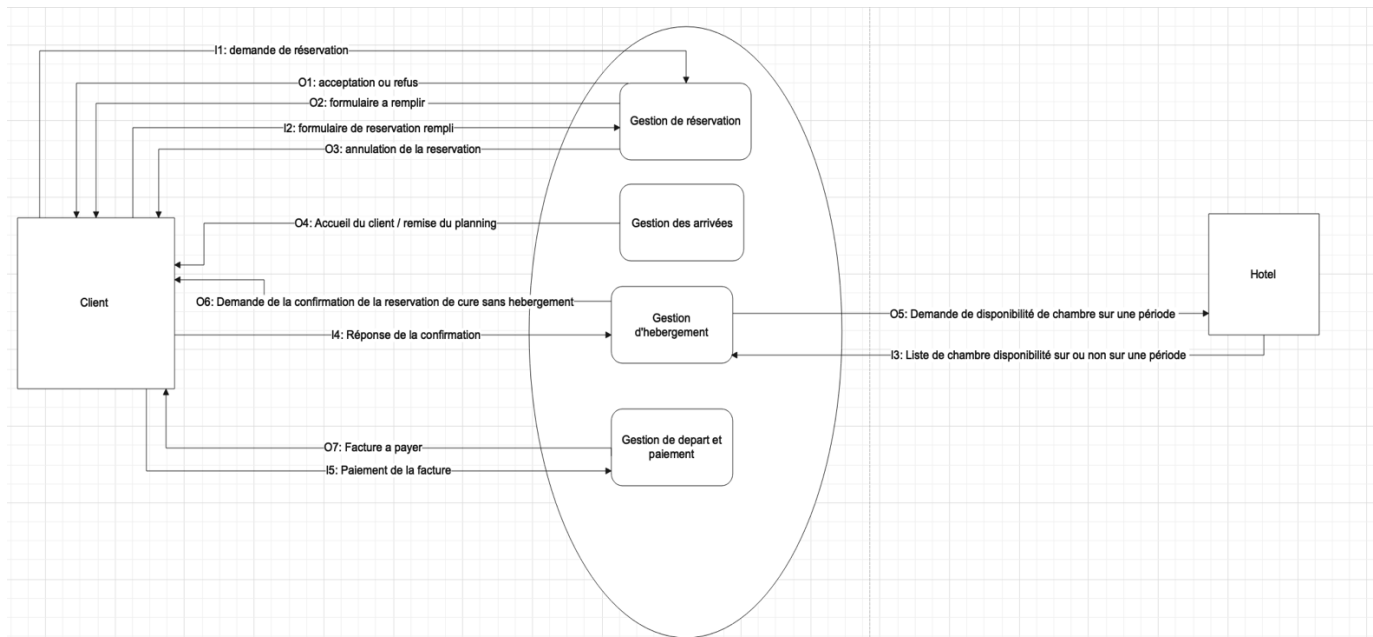 I1: demande de réservation
O1: acceptation ou refus
O2: formulaire a remplir
I2: formulaire de reservation rempli
O3: annulation de la reservation
Gestion de réservation
O4: Accueil du client / remise du planning
Gestion des arrivées
Client
Hotel
O6: Demande de la confirmation de la reservation de cure sans hebergement
I4: Réponse de la confirmation
Gestion
d'hebergement
O5: Demande de disponibilité de chambre sur une période
I3: Liste de chambre disponibilité sur ou non sur une période
O7: Facture a payer
I5: Paiement de la facture
Gestion de depart et
paiement